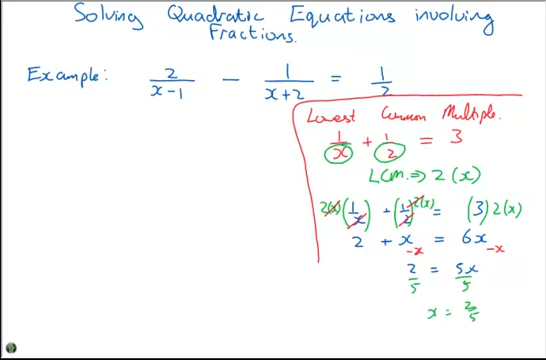 Solving Quadratic Equations involving
Fractions.
Example: 2/(x-1) - 1/(x+2) = 1/2
Lowest Common Multiple.
1/x + 1/2 = 3
LCM. ⇒ 2(x)
2(x)(1/x) + (1/2)2(x) = (3)2(x)
2 + x = 6x
-x -x
2/5 = 5x/5
x = 2/5